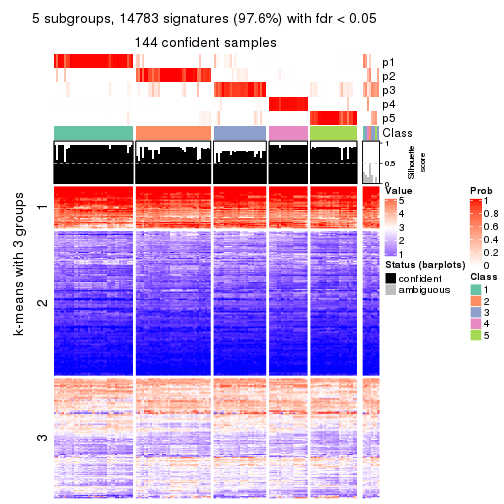 5 subgroups, 14783 signatures (97.6%) with fdr < 0.05
144 confident samples
p1
p2
p3
p4
p5
Class
1
0.5
0
Silhouette
score
k-means with 3 groups
1
2
3
Value
5
4
3
2
1
Status (barplots)
confident
ambiguous
Prob
1
0.8
0.6
0.4
0.2
0
Class
1
2
3
4
5